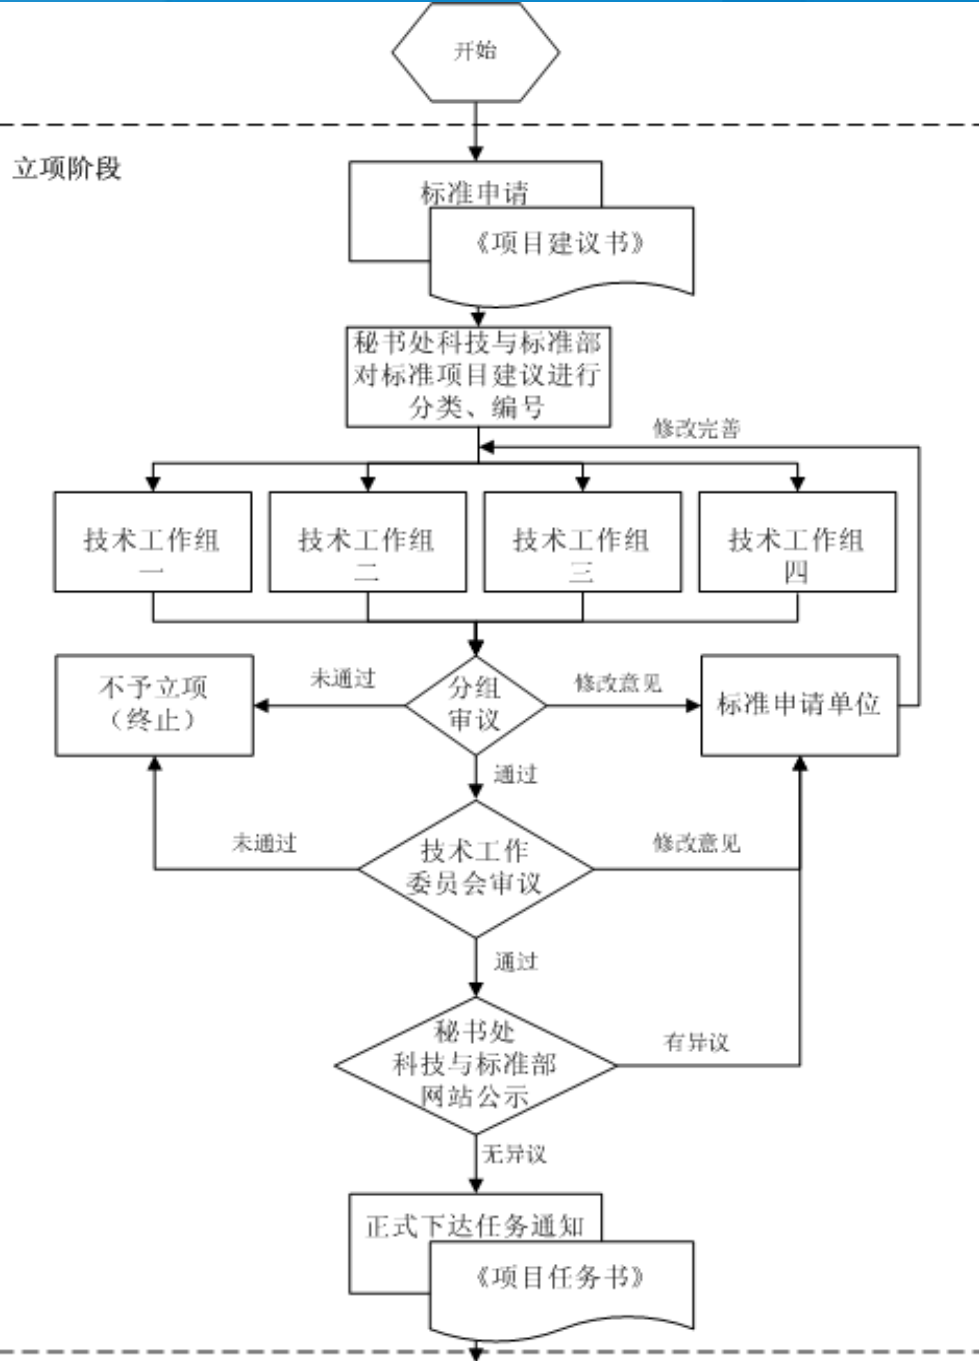 开始
立项阶段
标准申请
《项目建议书》
秘书处科技与标准部
对标准项目建议进行
分类、编号
修改完善
技术工作组
一
技术工作组
二
技术工作组
三
技术工作组
四
不予立项
（终止）
未通过
分组
审议
修改意见
标准申请单位
通过
未通过
技术工作
委员会审议
修改意见
通过
秘书处
科技与标准部
网站公示
有异议
无异议
正式下达任务通知
《项目任务书》